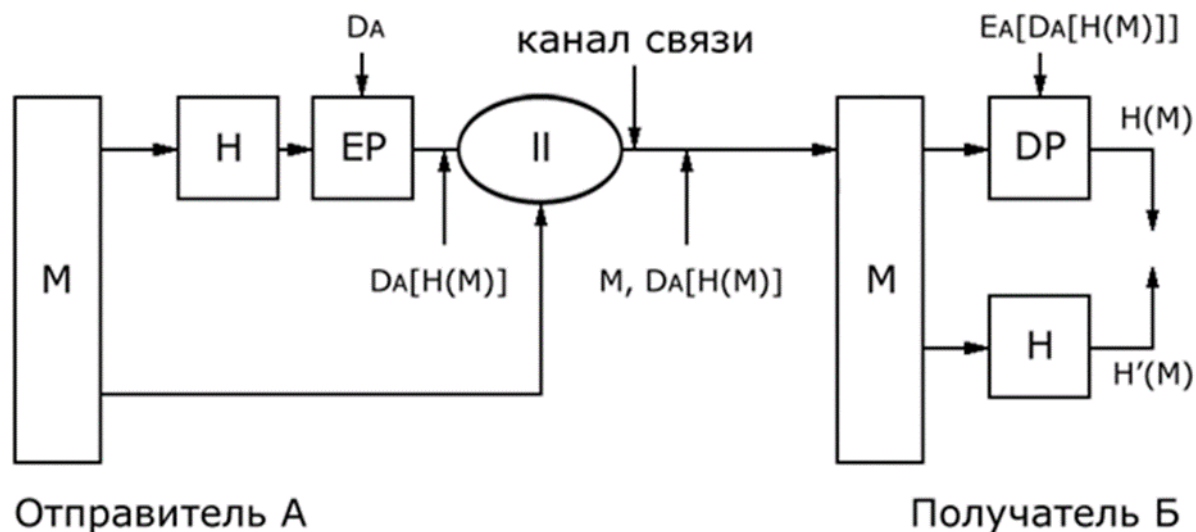 DA
канал связи
EA[DA[H(M)]]
M
H
EP
II
M
DP
H(M)
DA[H(M)]
M, DA[H(M)]
H
H’(M)
Отправитель А
Получатель Б